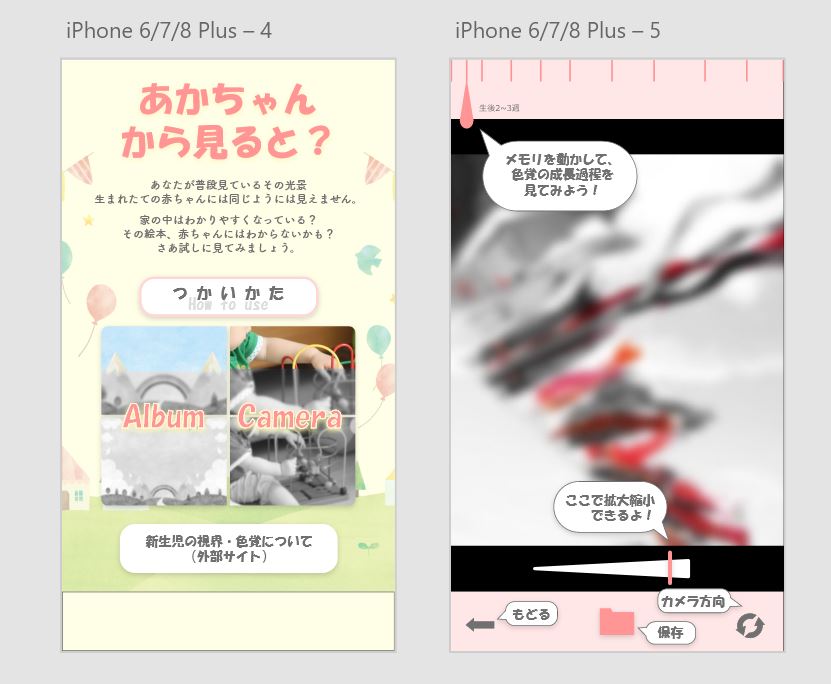 iPhone 6/7/8 Plus – 4
あかちゃん
から見ると？
あなたが普段見ているその光景
生まれたての赤ちゃんには同じようには見えません。
家の中はわかりやすくなっている？
その絵本、赤ちゃんにはわからないかも？
さあ試しに見てみましょう。
つかいかた
How to use
Album
Camera
新生児の視界・色覚について
（外部サイト）
iPhone 6/7/8 Plus – 5
生後2~3週
メモリを動かして、
色覚の成長過程を
見てみよう！
ここで拡大縮小
できるよ！
カメラ方向
もどる
保存